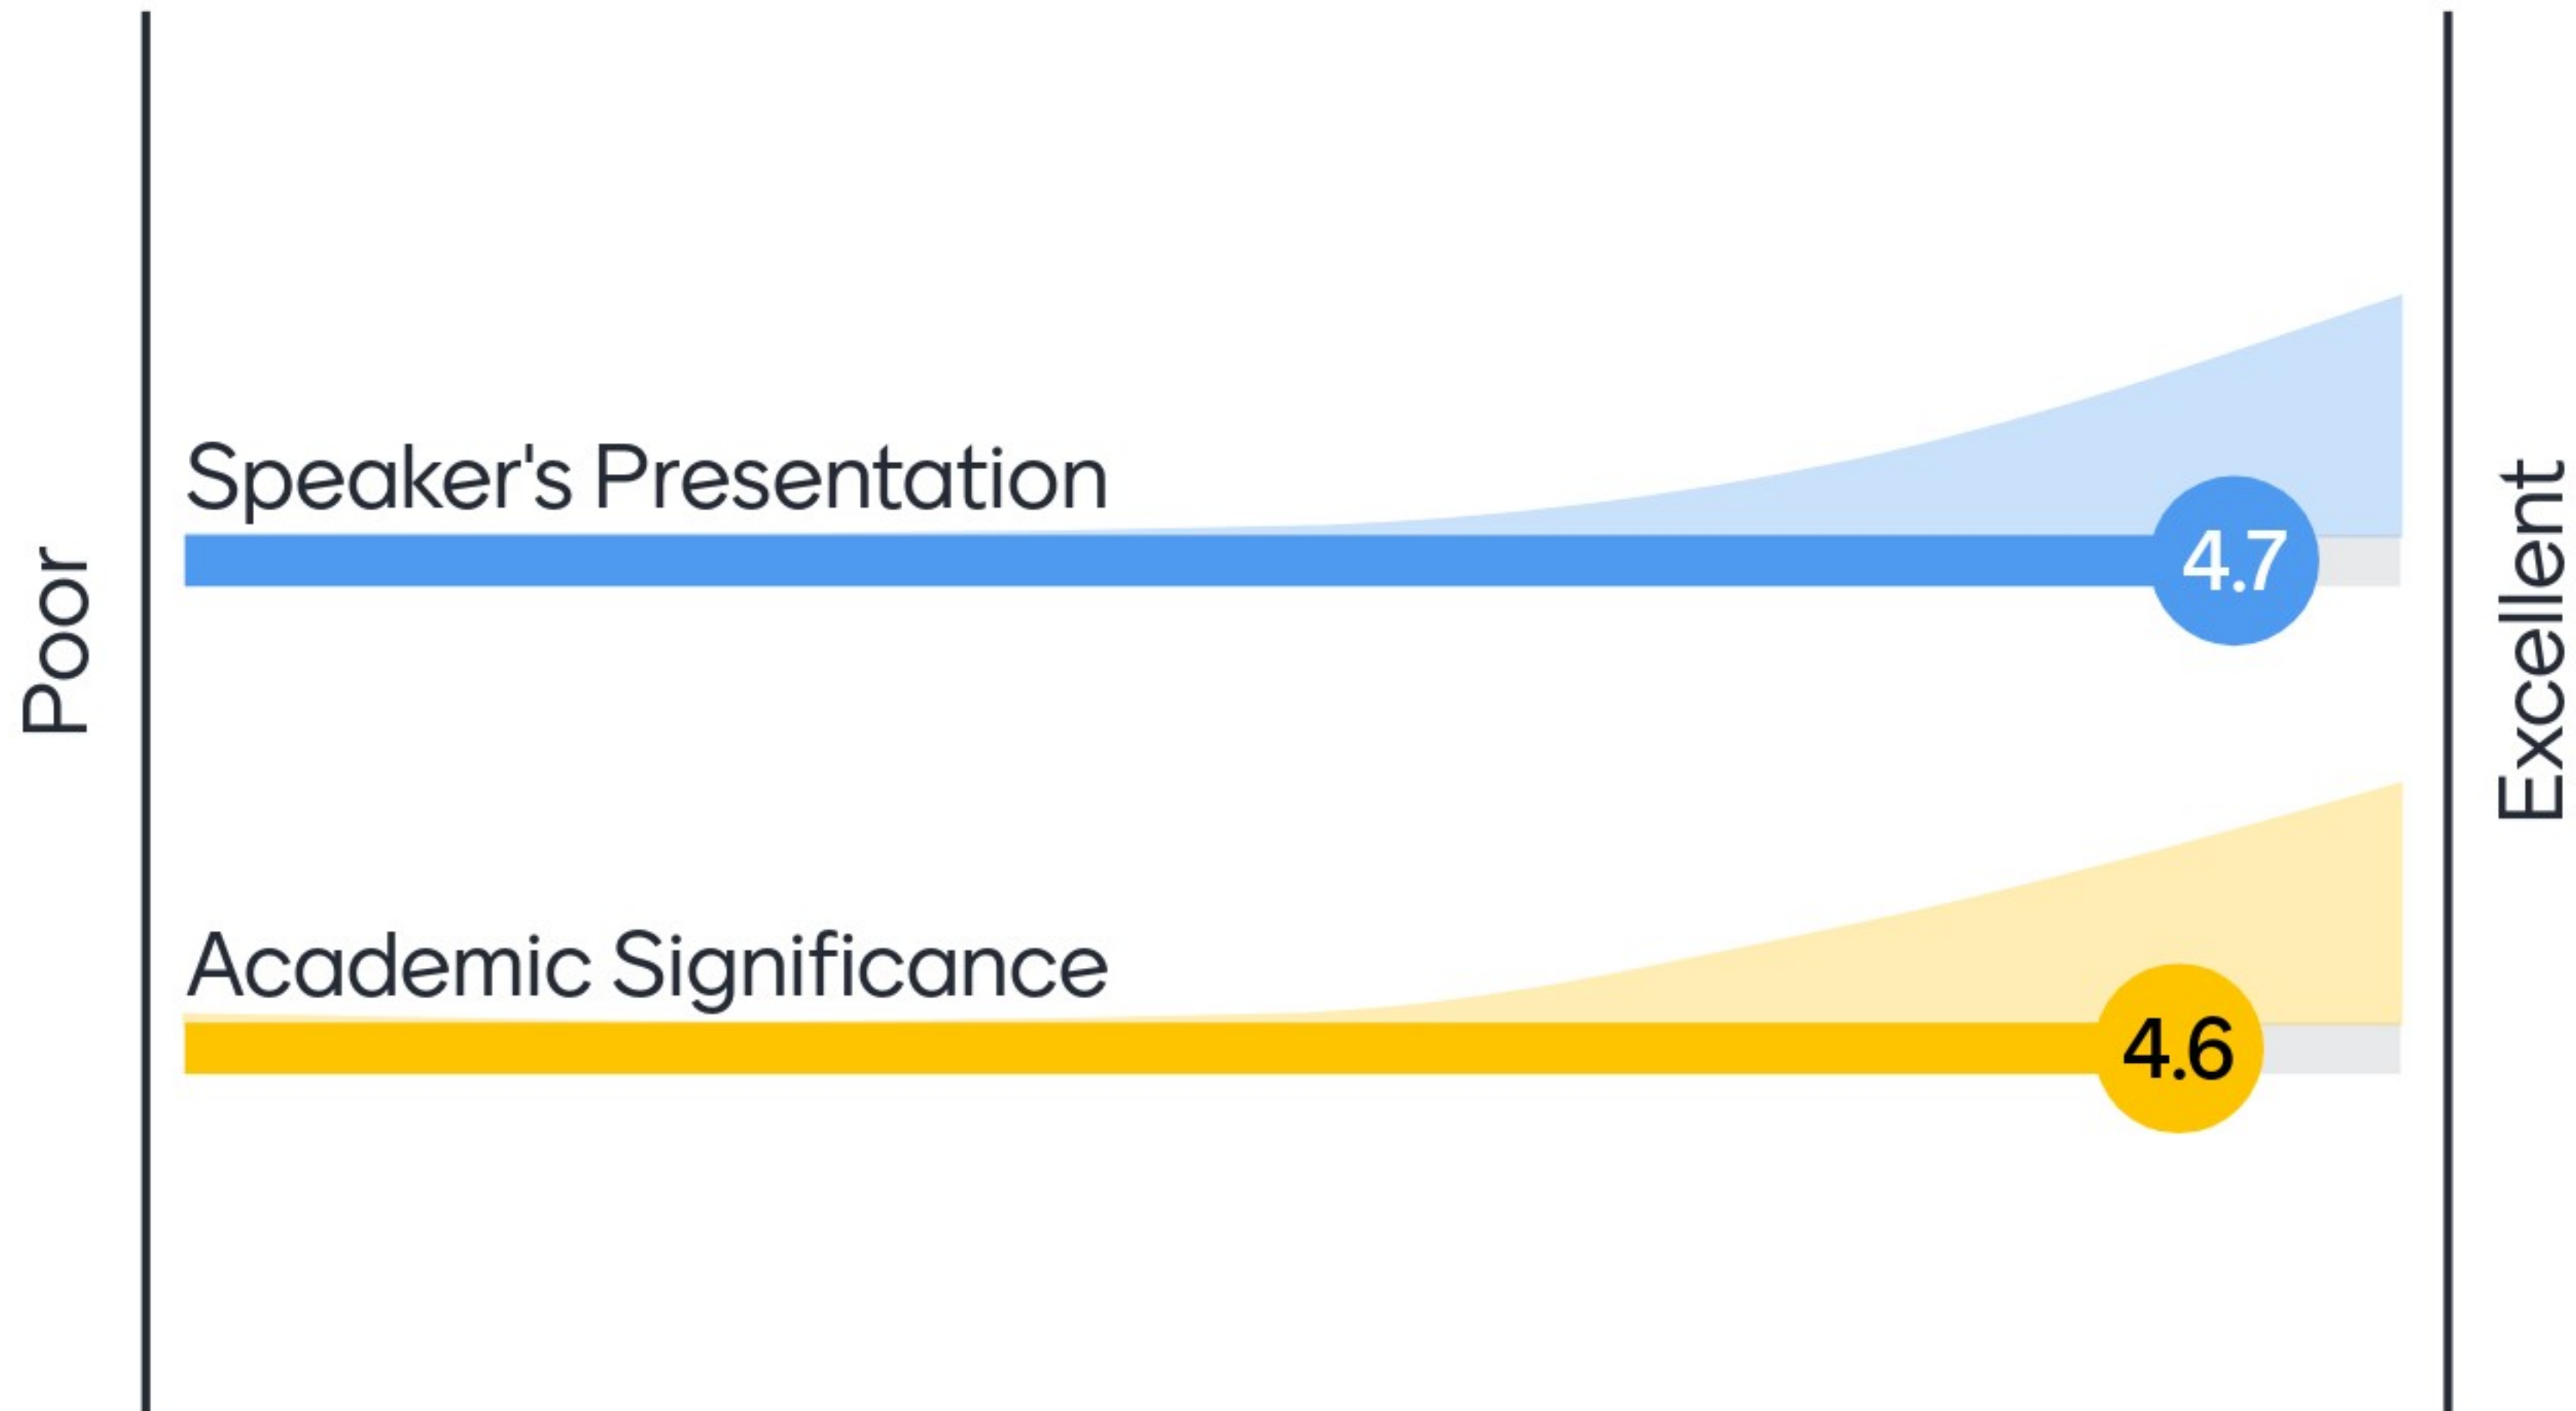 Poor
Speaker's Presentation
4.7
Academic Significance
4.6
Excellent